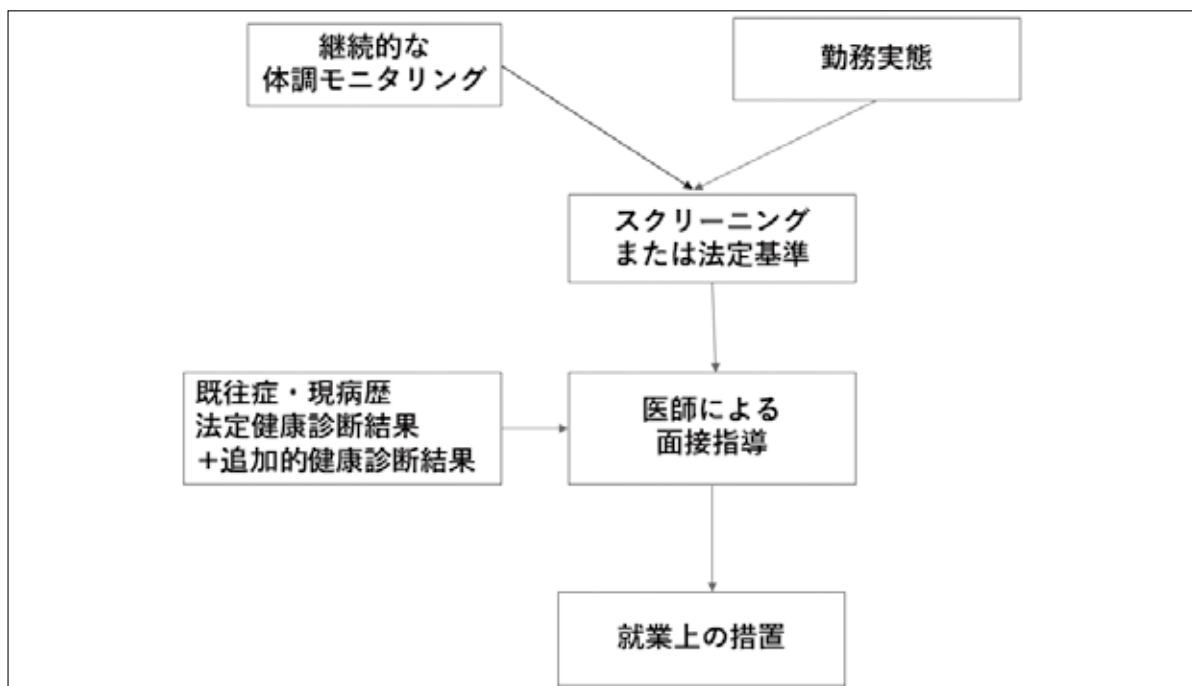 継続的な
体調モニタリング
勤務実態
スクリーニング
または法定基準
既往症・現病歴
法定健康診断結果
＋追加的健康診断結果
医師による
面接指導
就業上の措置